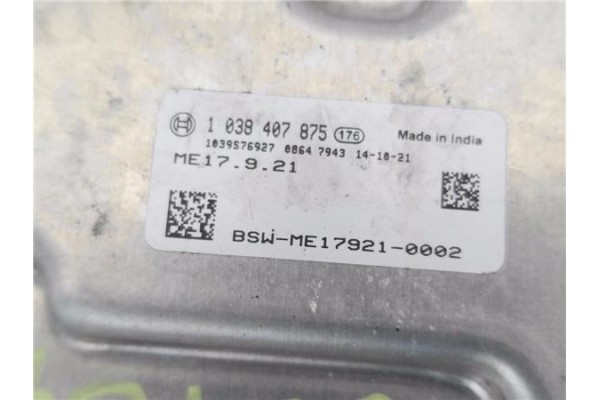 1 038 407 875 176 Made in India
1039576927 0864 7943 14-10-21
ME17.9.21
BSW-ME17921-0002